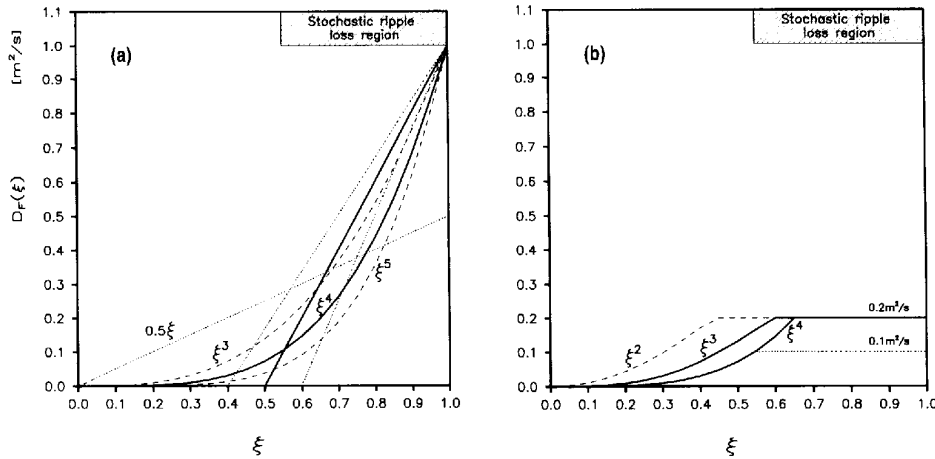 Stochastic ripple
loss region
(a)
[m²/s]
1.1
1.0
0.9
0.8
0.7
0.6
0.5
0.4
0.3
0.2
0.1
0.0
D_F(ξ)
0.5ξ
ξ³
ξ⁴
ξ⁵
0.0 0.1 0.2 0.3 0.4 0.5 0.6 0.7 0.8 0.9 1.0
ξ
Stochastic ripple
loss region
(b)
1.1
1.0
0.9
0.8
0.7
0.6
0.5
0.4
0.3
0.2
0.1
0.0
0.2m²/s
ξ²
ξ³
ξ⁴
0.1m²/s
0.0 0.1 0.2 0.3 0.4 0.5 0.6 0.7 0.8 0.9 1.0
ξ